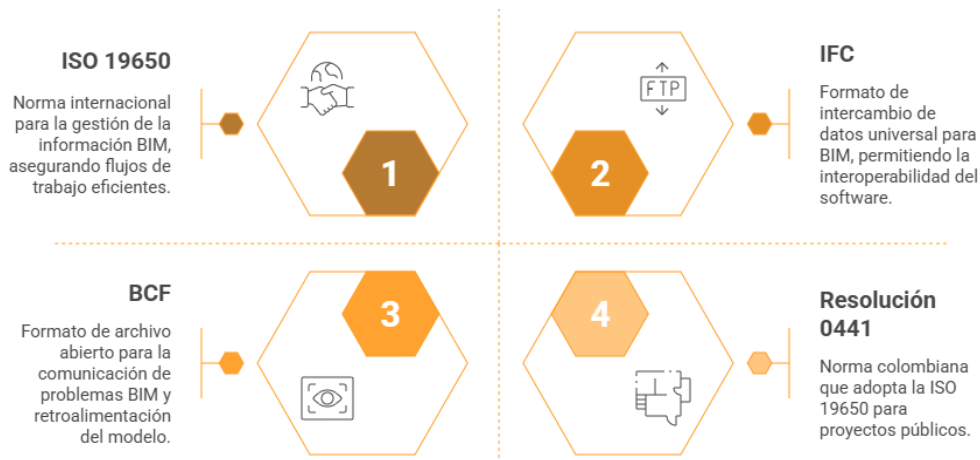 ISO 19650
Norma internacional
para la gestión de la
información BIM,
asegurando flujos de
trabajo eficientes.
1
FTP
2
IFC
Formato de
intercambio de
datos universal para
BIM, permitiendo la
interoperabilidad del
software.
BCF
Formato de archivo
abierto para la
comunicación de
problemas BIM y
retroalimentación
del modelo.
3
4
Resolución
0441
Norma colombiana
que adopta la ISO
19650 para
proyectos públicos.